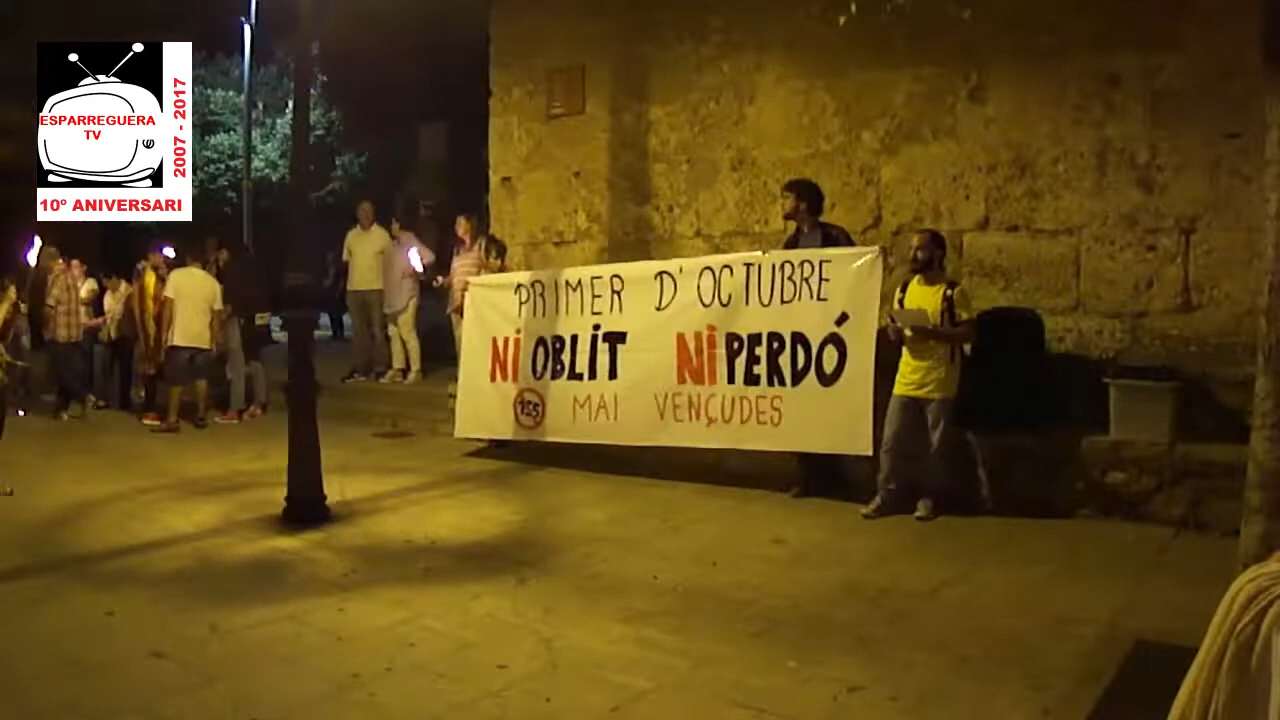 ESPARREGUERA
TV
2007 - 2017
10º ANIVERSARI
PRIMER D'OCTUBRE
NI OBLIT NI PERDÓ
155 MAI VENÇUDES